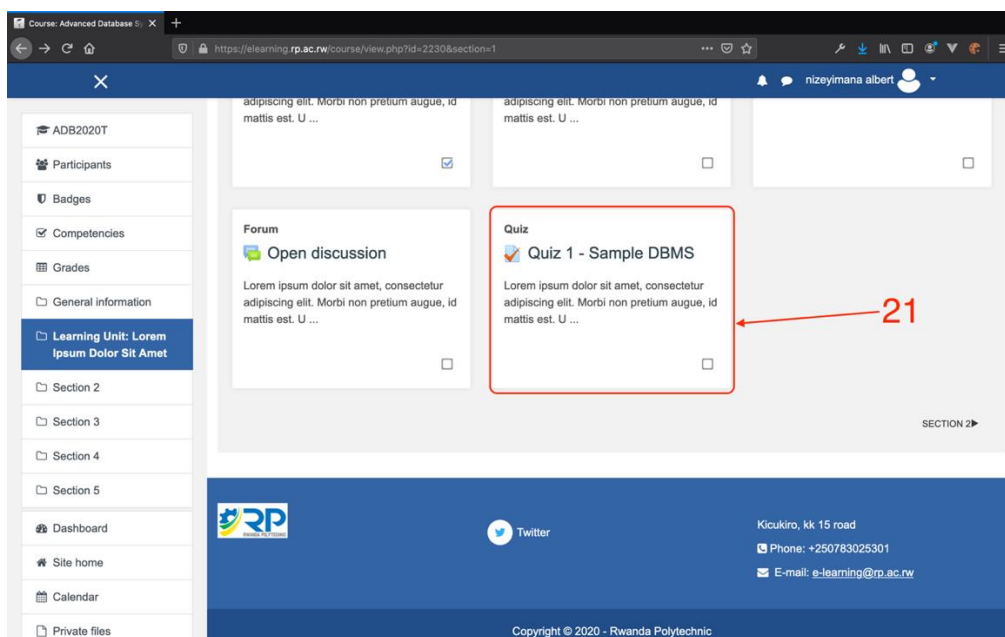 Course: Advanced Database Sy
https://elearning.rp.ac.rw/course/view.php?id=2230&section=1
nizeyimana albert
ADB2020T
Participants
Badges
Competencies
Grades
General information
Learning Unit: Lorem
Ipsum Dolor Sit Amet
Section 2
Section 3
Section 4
Section 5
Dashboard
Site home
Calendar
Private files
adipiscing elit. Morbi non pretium augue, id
mattis est. U ...
adipiscing elit. Morbi non pretium augue, id
mattis est. U ...
Forum
Open discussion
Lorem ipsum dolor sit amet, consectetur
adipiscing elit. Morbi non pretium augue, id
mattis est. U ...
Quiz
Quiz 1 - Sample DBMS
Lorem ipsum dolor sit amet, consectetur
adipiscing elit. Morbi non pretium augue, id
mattis est. U ...
21
SECTION 2
RP
RWANDA POLYTECHNIC
Twitter
Kicukiro, kk 15 road
Phone: +250783025301
E-mail: e-learning@rp.ac.rw
Copyright © 2020 - Rwanda Polytechnic